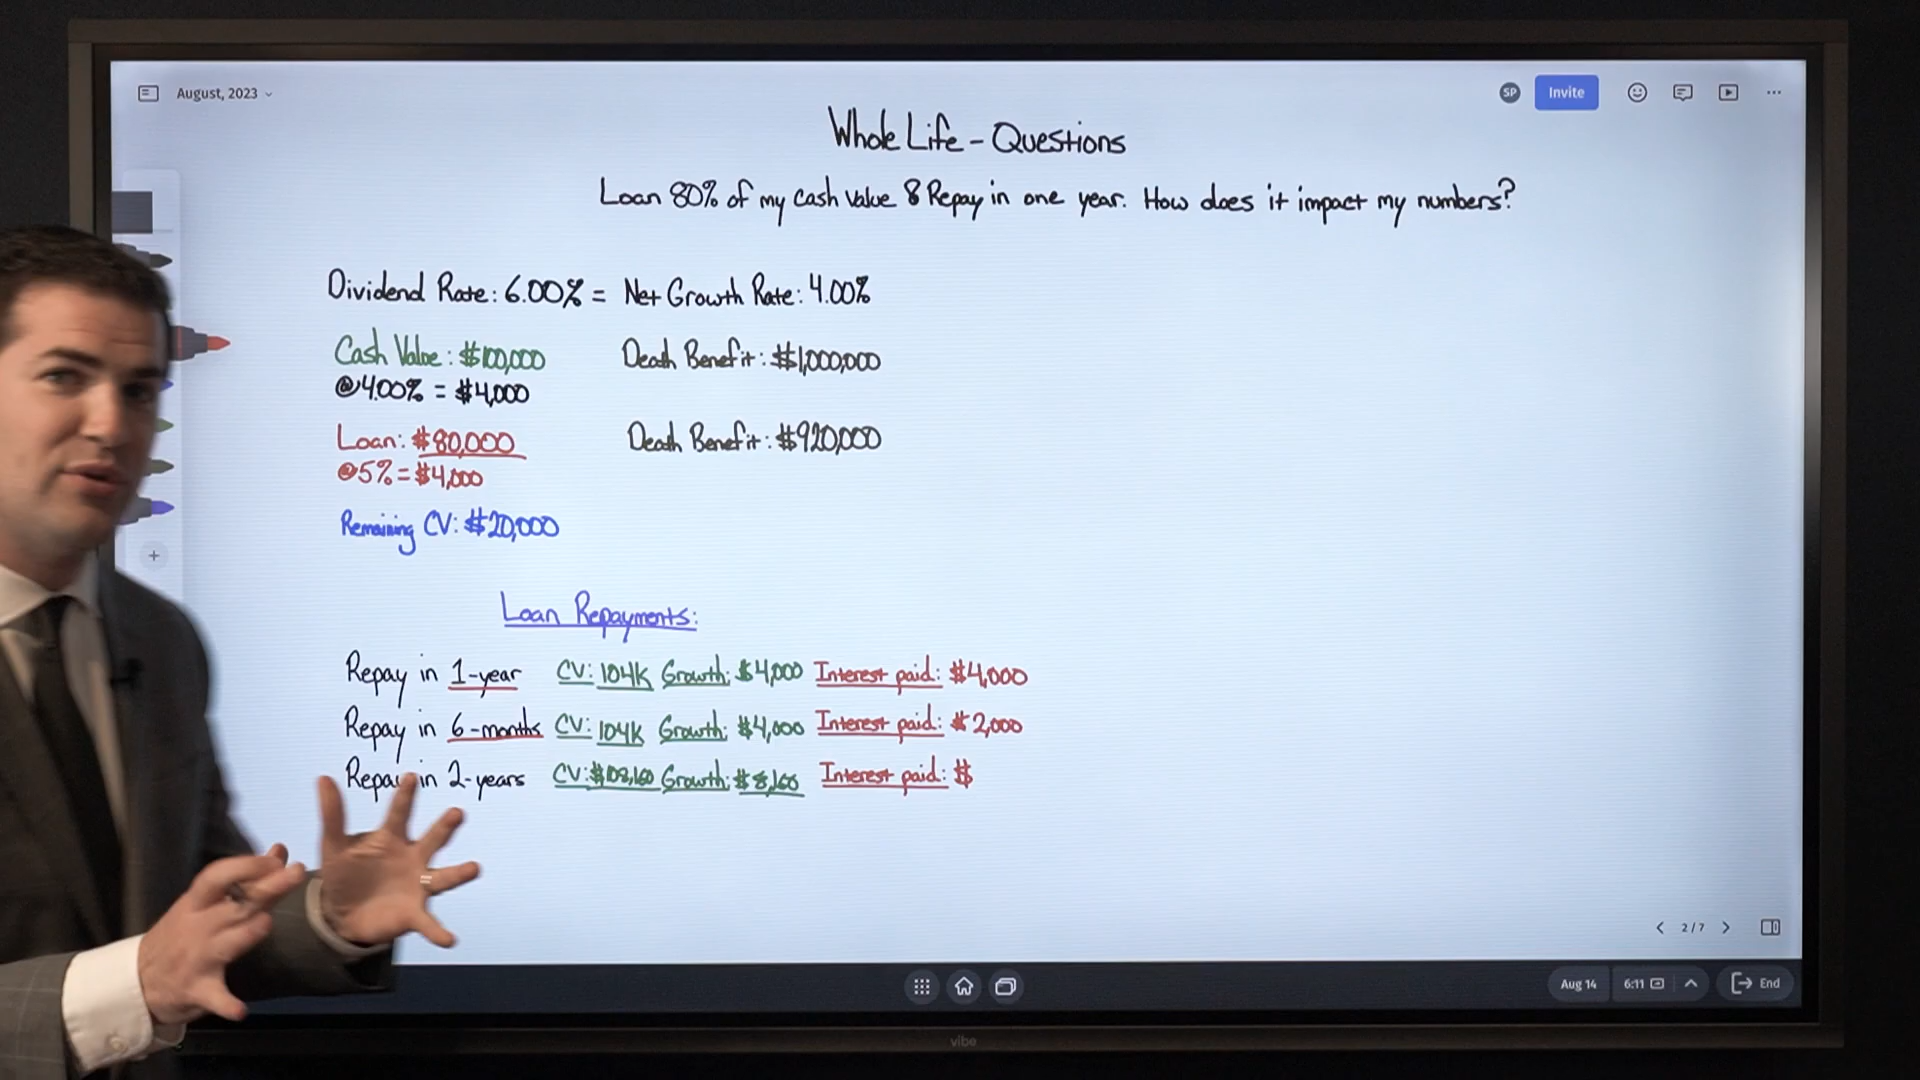 August, 2023
SP
Invite
Whole Life - Questions
Loan 80% of my cash value & Repay in one year. How does it impact my numbers?
Dividend Rate: 6.00% = Net Growth Rate: 4.00%
Cash Value: $100,000 Death Benefit: $1,000,000
@4.00% = $4,000
Loan: $80,000 Death Benefit: $920,000
@5% = $4,000
Remaining CV: $20,000
Loan Repayments:
Repay in 1-year CV: 104K Growth: $4,000 Interest paid: $4,000
Repay in 6-months CV: 104K Growth: $4,000 Interest paid: $2,000
Repay in 2-years CV: $108,160 Growth: $8,160 Interest paid: $
2/7
Aug 14
6:11
End
vibe